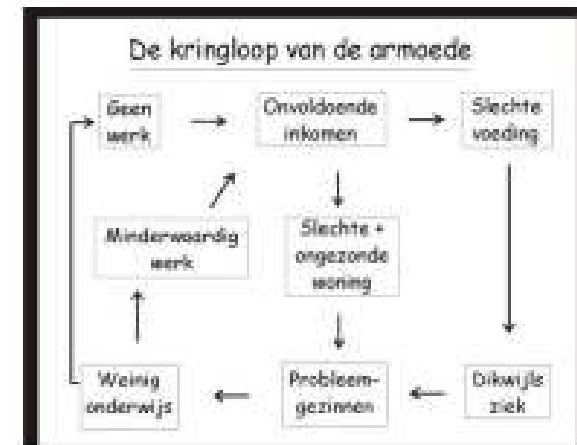 De kringloop van de armoede
Geen
werk
Onvoldoende
inkomen
Slechte
voeding
Minderwaardig
werk
Slechte +
ongezonde
woning
Weinig
onderwijs
Probleem-
gezinnen
Dikwijls
ziek